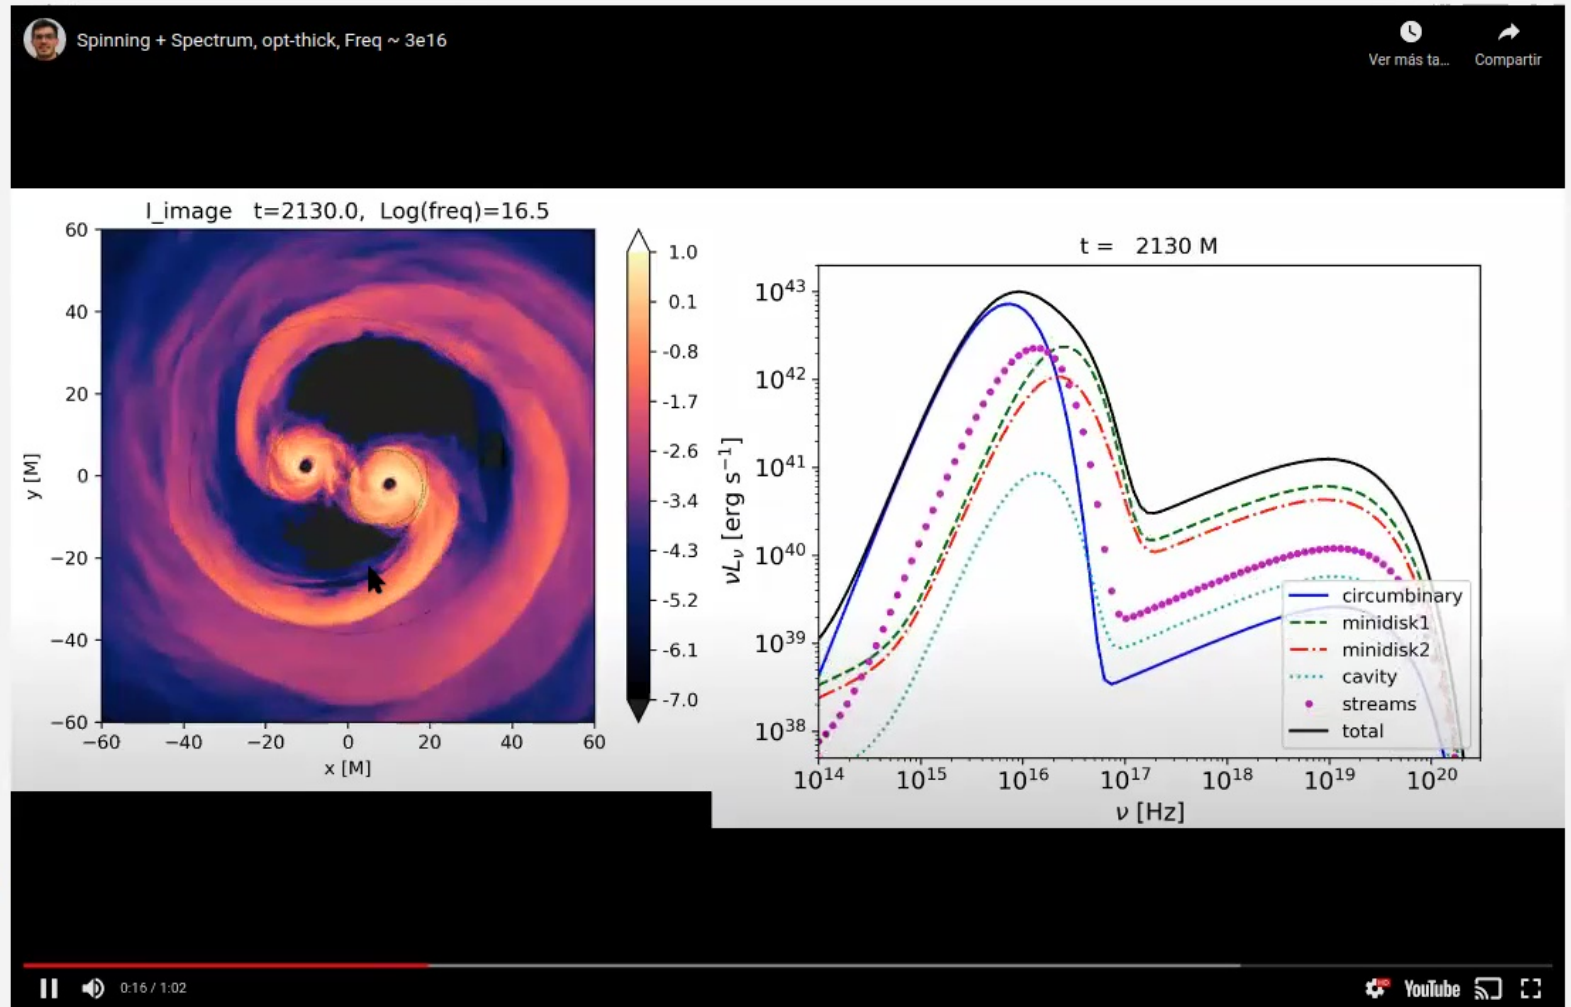 Spinning + Spectrum, opt-thick, Freq ~ 3e16
Ver más ta...
Compartir
I_image t=2130.0, Log(freq)=16.5
60
40
20
0
−20
−40
−60
y [M]
−60 −40 −20 0 20 40 60
x [M]
1.0
0.1
-0.8
-1.7
-2.6
-3.4
-4.3
-5.2
-6.1
-7.0
t = 2130 M
10^43
10^42
10^41
10^40
10^39
10^38
νL_ν [erg s^−1]
10^14 10^15 10^16 10^17 10^18 10^19 10^20
ν [Hz]
circumbinary
minidisk1
minidisk2
cavity
streams
total
0:16 / 1:02
HD
YouTube